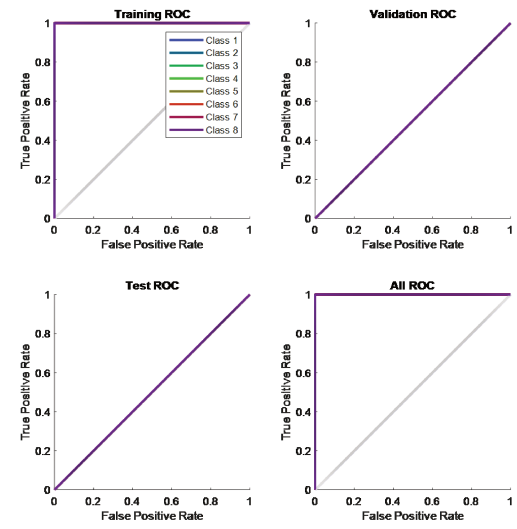 Training ROC
1
0.8
0.6
0.4
0.2
0
True Positive Rate
Class 1
Class 2
Class 3
Class 4
Class 5
Class 6
Class 7
Class 8
0 0.2 0.4 0.6 0.8 1
False Positive Rate
Validation ROC
1
0.8
0.6
0.4
0.2
0
True Positive Rate
0 0.2 0.4 0.6 0.8 1
False Positive Rate
Test ROC
1
0.8
0.6
0.4
0.2
0
True Positive Rate
0 0.2 0.4 0.6 0.8 1
False Positive Rate
All ROC
1
0.8
0.6
0.4
0.2
0
True Positive Rate
0 0.2 0.4 0.6 0.8 1
False Positive Rate